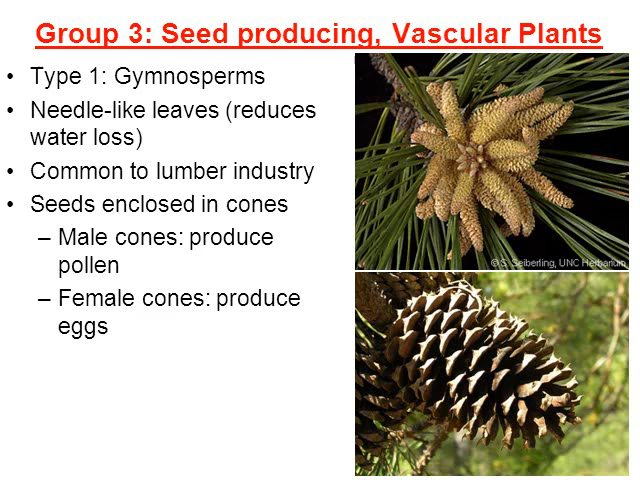 Group 3: Seed producing, Vascular Plants
• Type 1: Gymnosperms
• Needle-like leaves (reduces
water loss)
• Common to lumber industry
• Seeds enclosed in cones
– Male cones: produce
pollen
– Female cones: produce
eggs
© S. Seiberling, UNC Herbarium